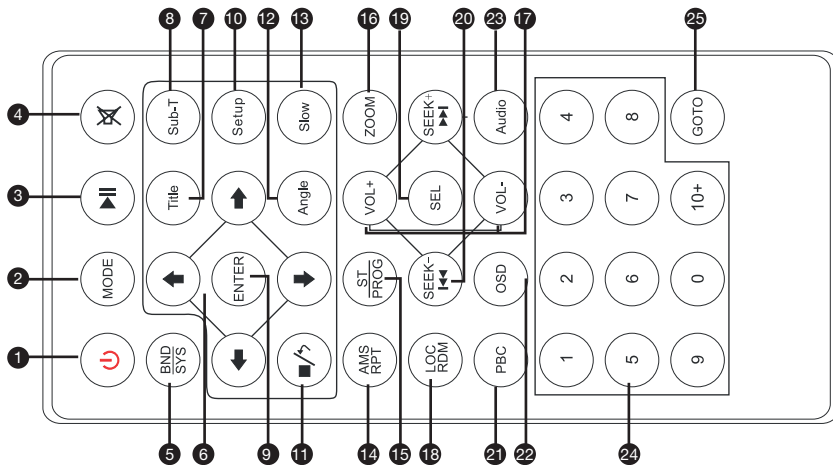 8 7 10 12 13 16 19 20 23 17 25
4
3
2
1
MODE
BND
SYS
Title
Sub-T
ENTER
Setup
Angle
Slow
AMS
RPT
ST
PROG
VOL+
ZOOM
LOC
RDM
SEEK-
SEL
SEEK+
PBC
OSD
VOL-
Audio
1 2 3 4
5 6 7 8
9 0 10+ GOTO
5 6 9 11 14 15 18 21 22 24